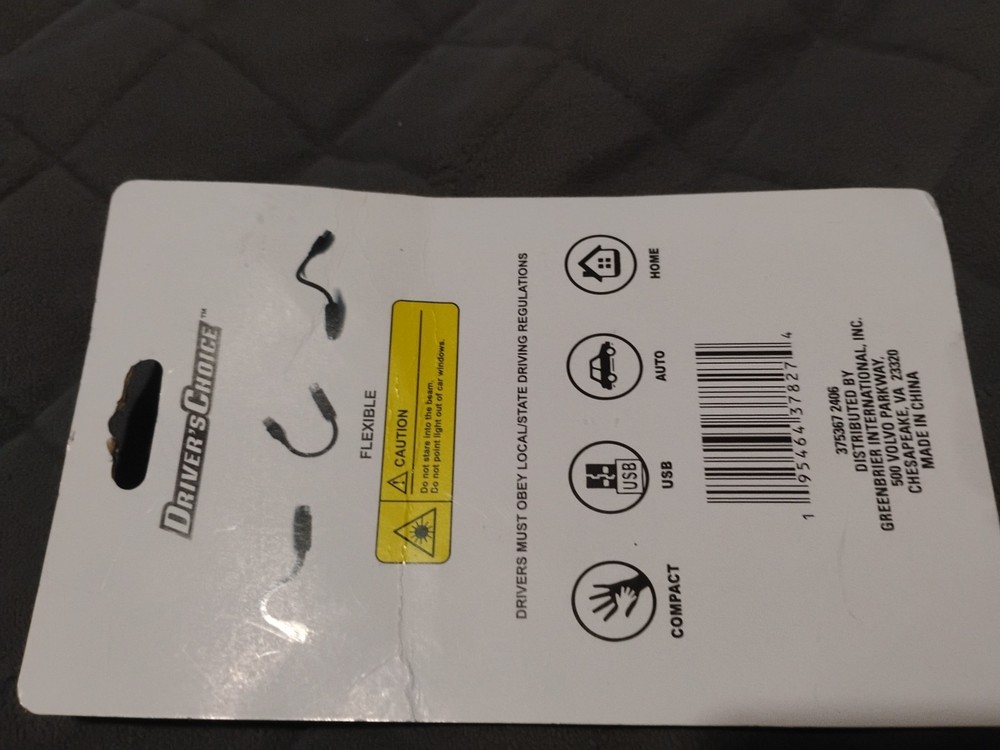 DRIVER'S CHOICE™
FLEXIBLE
CAUTION
Do not stare into the beam.
Do not point light out of car windows.
DRIVERS MUST OBEY LOCAL/STATE DRIVING REGULATIONS
COMPACT
USB
USB
AUTO
HOME
1 95464 37827 4
375367 2406
DISTRIBUTED BY
GREENBRIER INTERNATIONAL, INC.
500 VOLVO PARKWAY,
CHESAPEAKE, VA 23320
MADE IN CHINA